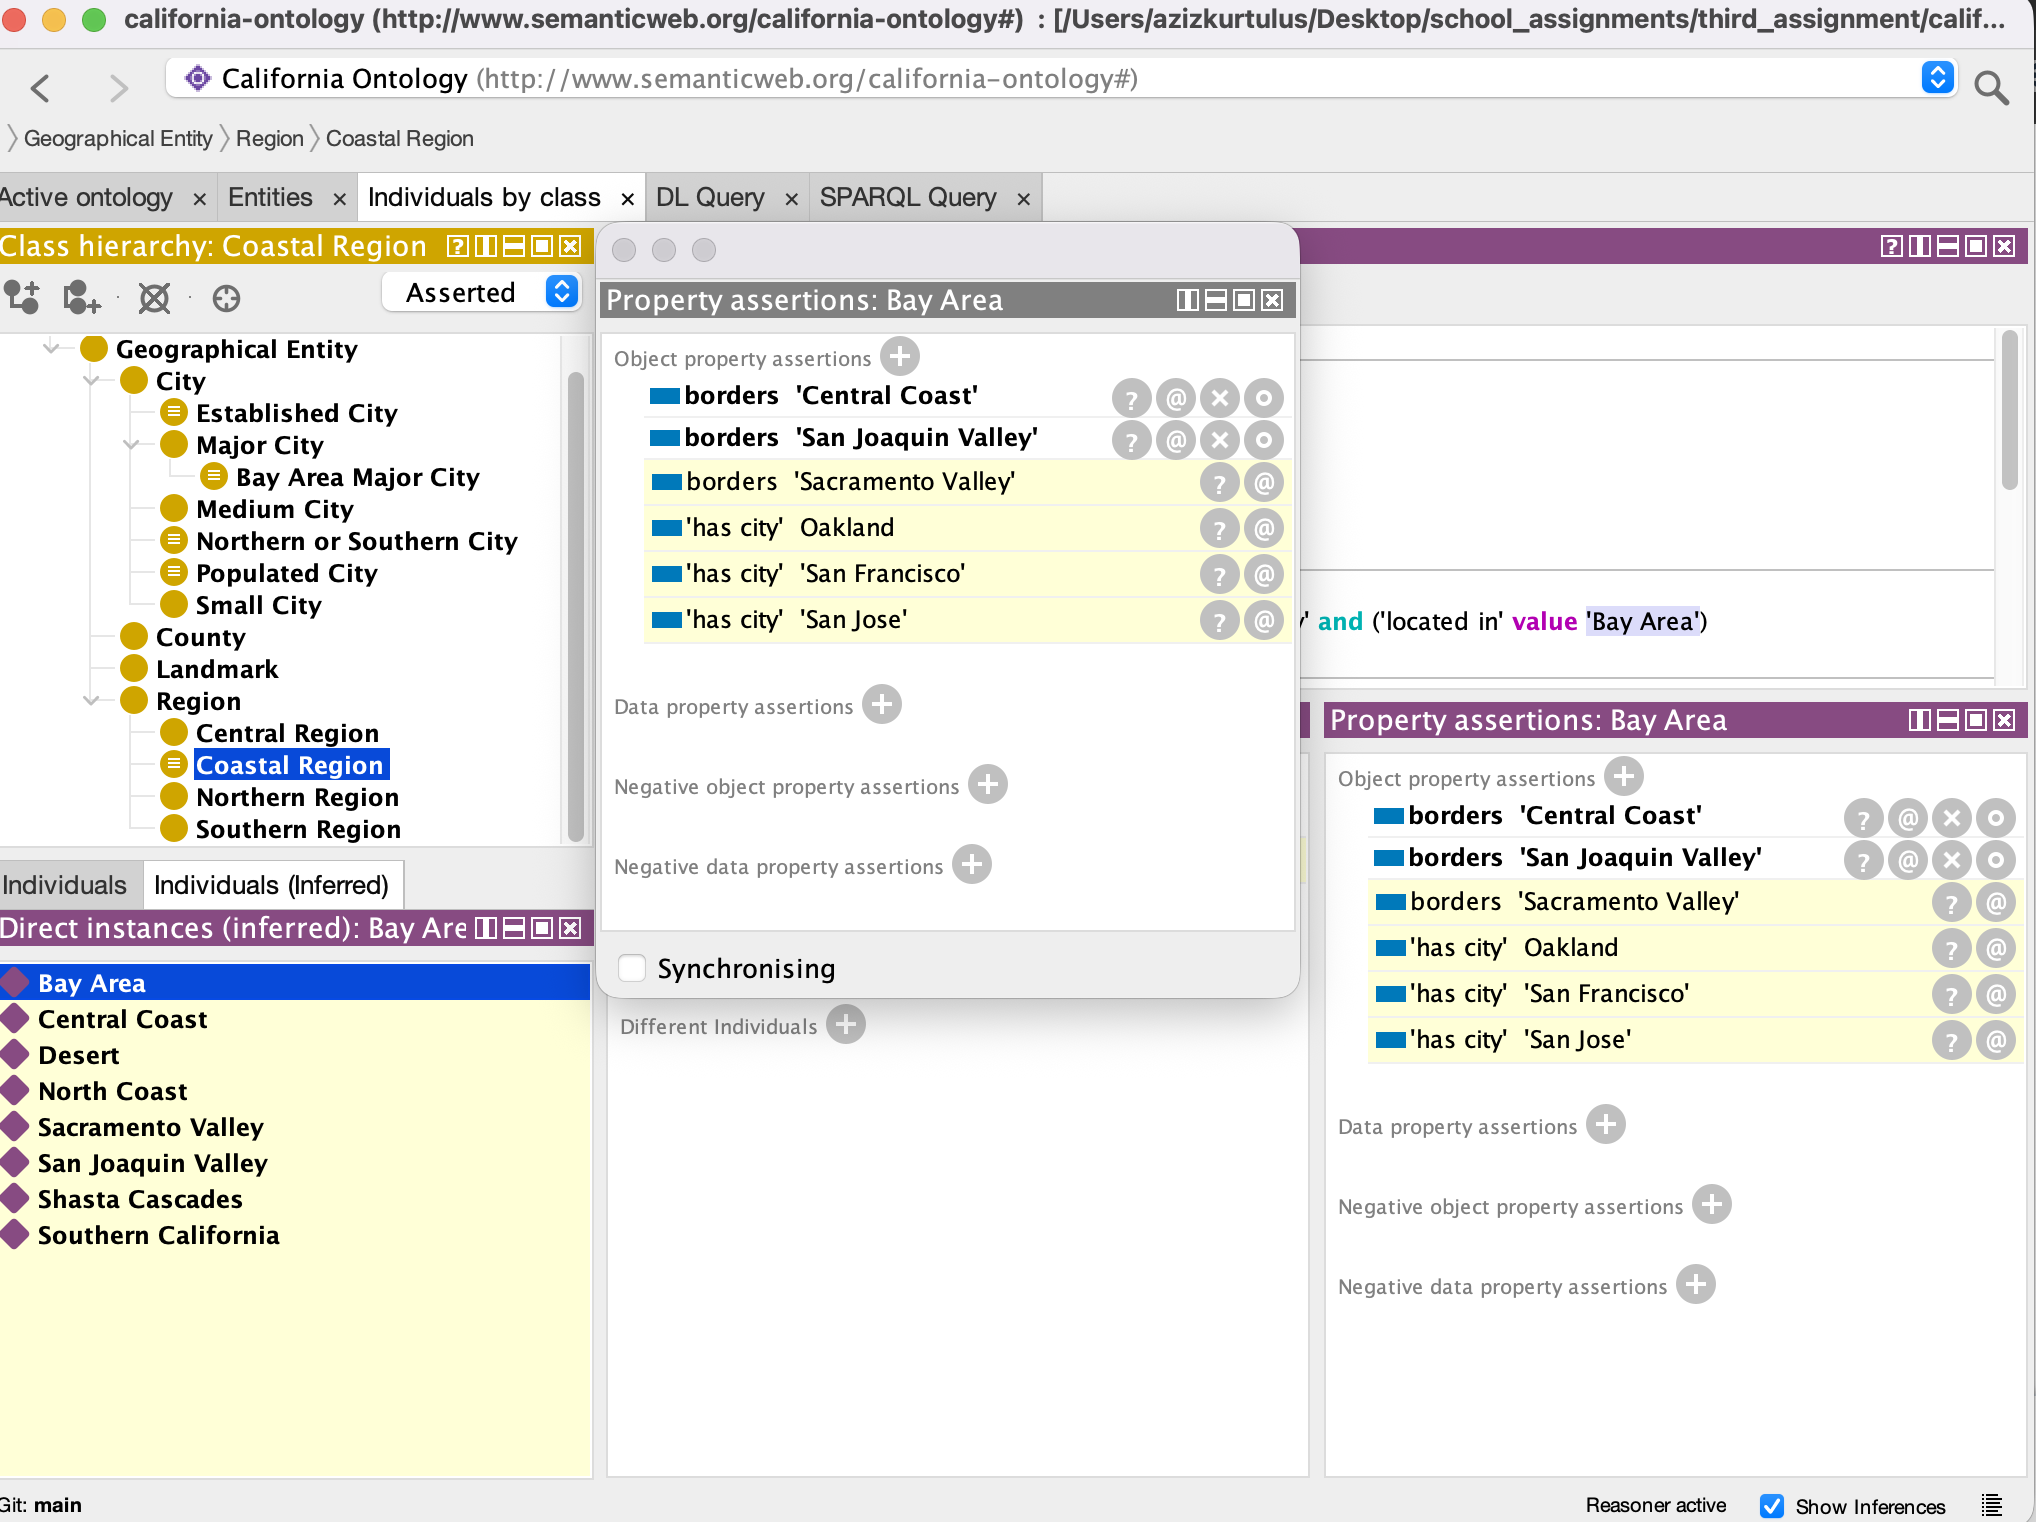 california-ontology (http://www.semanticweb.org/california-ontology#) : [/Users/azizkurtulus/Desktop/school_assignments/third_assignment/calif...
California Ontology (http://www.semanticweb.org/california-ontology#)
Geographical Entity Region Coastal Region
Active ontology × Entities × Individuals by class × DL Query × SPARQL Query ×
Class hierarchy: Coastal Region
Asserted
Geographical Entity
City
Established City
Major City
Bay Area Major City
Medium City
Northern or Southern City
Populated City
Small City
County
Landmark
Region
Central Region
Coastal Region
Northern Region
Southern Region
Individuals Individuals (Inferred)
Direct instances (inferred): Bay Are
Bay Area
Central Coast
Desert
North Coast
Sacramento Valley
San Joaquin Valley
Shasta Cascades
Southern California
Property assertions: Bay Area
Object property assertions
borders 'Central Coast'
borders 'San Joaquin Valley'
borders 'Sacramento Valley'
'has city' Oakland
'has city' 'San Francisco'
'has city' 'San Jose'
Data property assertions
Negative object property assertions
Negative data property assertions
Synchronising
Different Individuals
' and ('located in' value 'Bay Area')
Property assertions: Bay Area
Object property assertions
borders 'Central Coast'
borders 'San Joaquin Valley'
borders 'Sacramento Valley'
'has city' Oakland
'has city' 'San Francisco'
'has city' 'San Jose'
Data property assertions
Negative object property assertions
Negative data property assertions
Git: main
Reasoner active Show Inferences